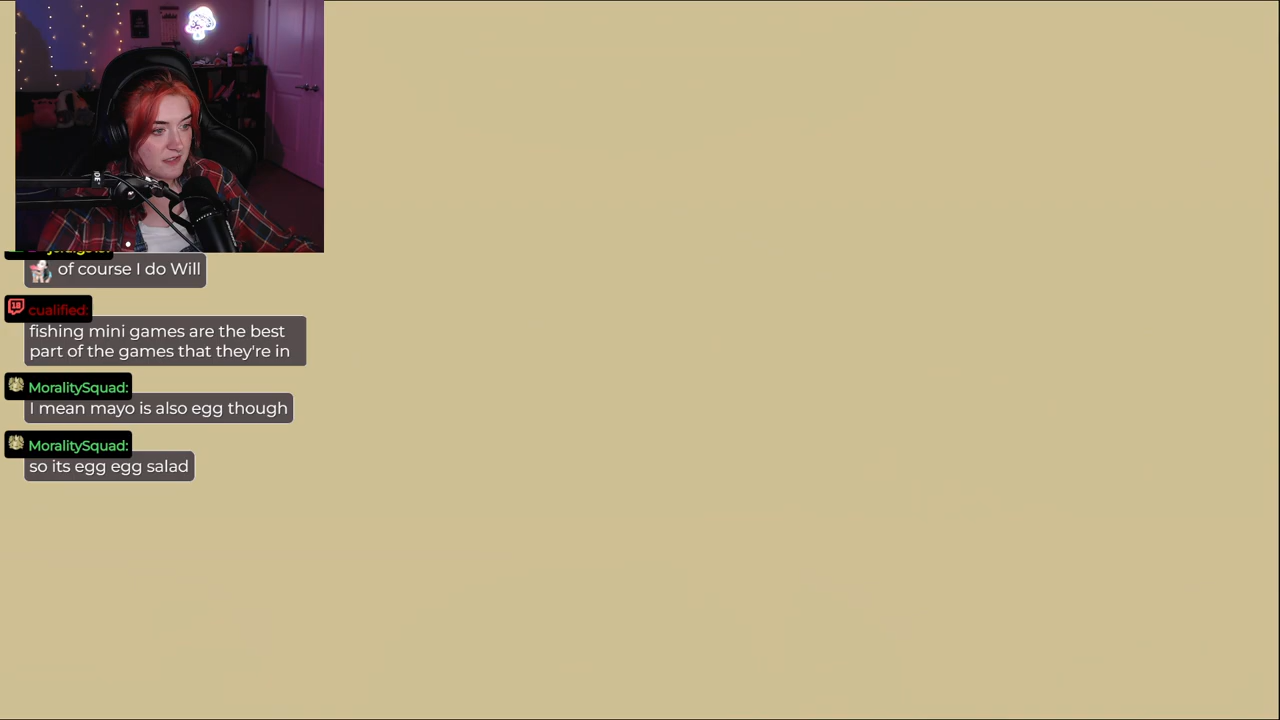 of course I do Will
cualified:
fishing mini games are the best
part of the games that they're in
MoralitySquad:
I mean mayo is also egg though
MoralitySquad:
so its egg egg salad